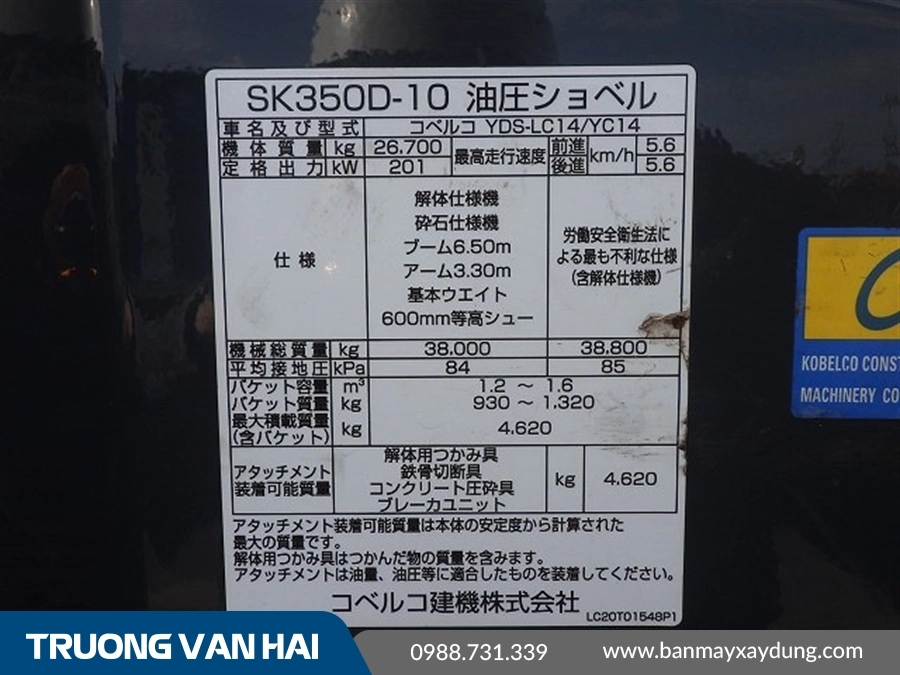 SK350D-10 油圧ショベル
車名及び型式 コベルコ YDS-LC14/YC14
機体質量 kg 26.700 最高走行速度 前進 km/h 5.6
定格出力 kW 201 後進 5.6
仕様
解体仕様機
砕石仕様機
ブーム6.50m
アーム3.30m
基本ウエイト
600mm等高シュー
労働安全衛生法に
よる最も不利な仕様
(含解体仕様機)
機械総質量 kg 38.000 38.800
平均接地圧 kPa 84 85
バケット容量 m³ 1.2 ～ 1.6
バケット質量 kg 930 ～ 1.320
最大積載質量
(含バケット) kg 4.620
アタッチメント
装着可能質量
解体用つかみ具
鉄骨切断具
コンクリート圧砕具
ブレーカユニット
kg 4.620
アタッチメント装着可能質量は本体の安定度から計算された
最大の質量です。
解体用つかみ具はつかんだ物の質量を含みます。
アタッチメントは油量、油圧等に適合したものを装着してください。
コベルコ建機株式会社
LC20T01548P1
KOBELCO CONST
MACHINERY CO
TRUONG VAN HAI
0988.731.339
www.banmayxaydung.com